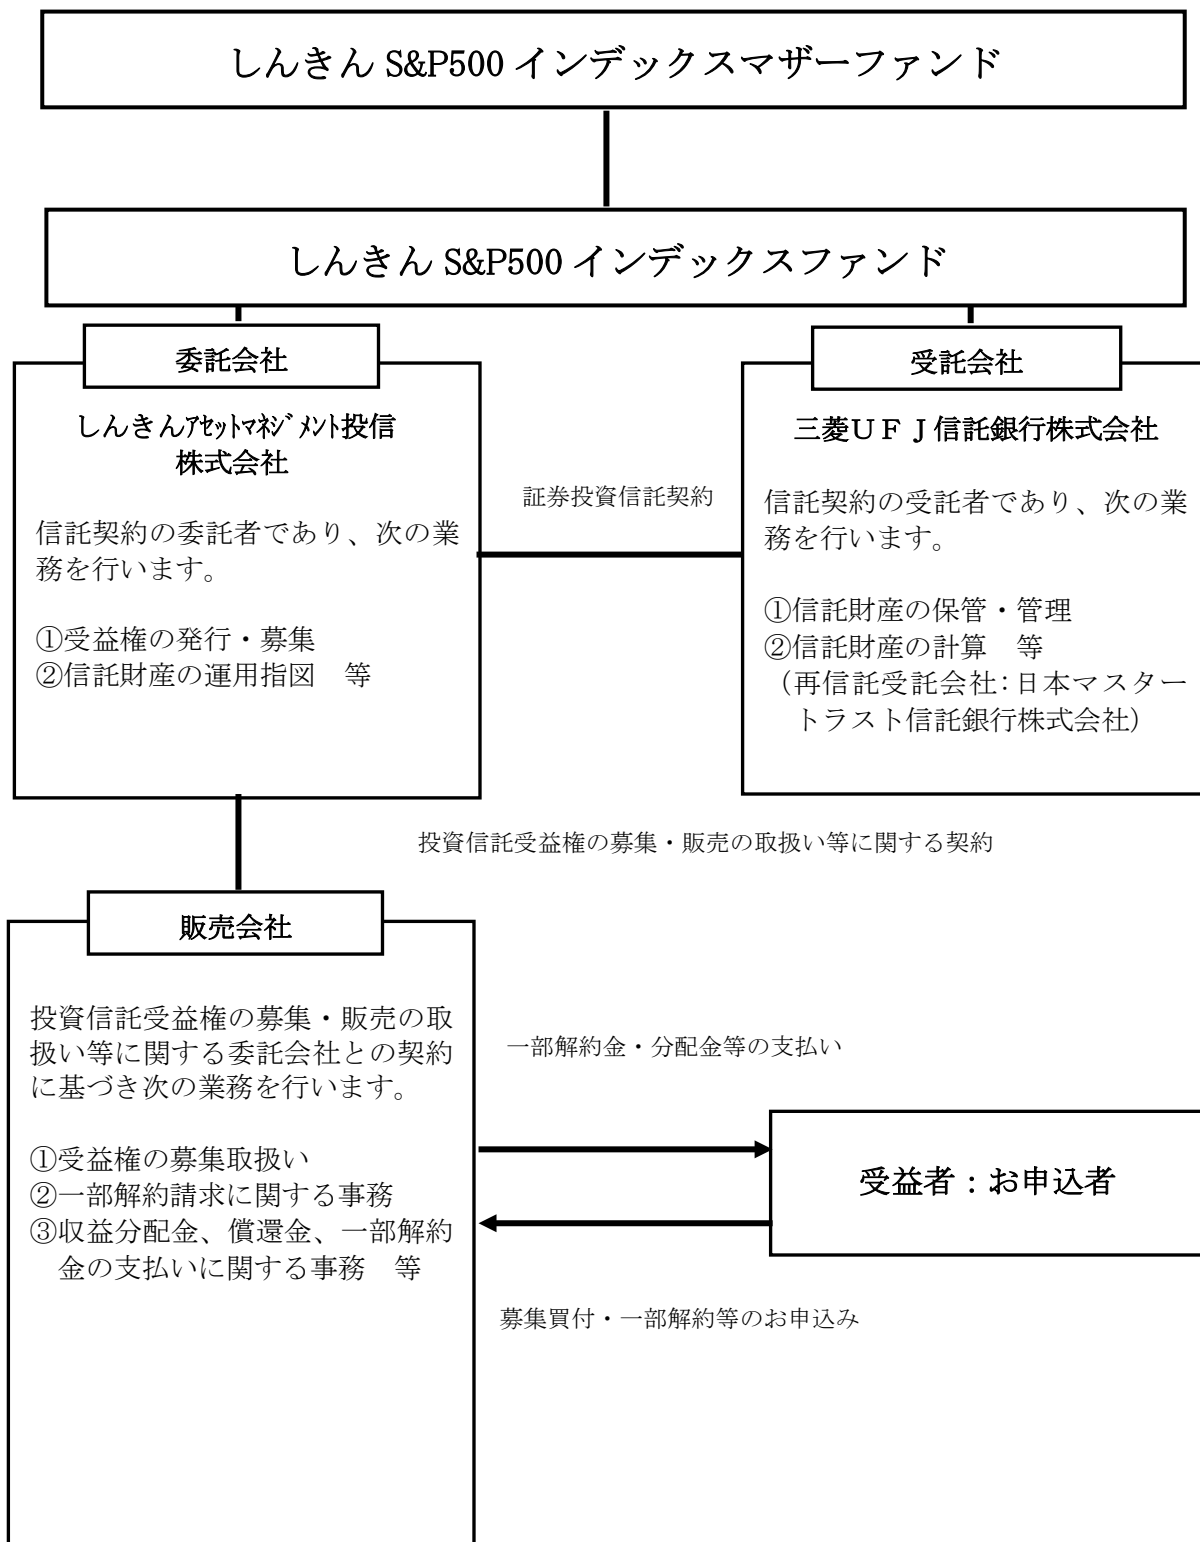 しんきん S&P500 インデックスマザーファンド
しんきん S&P500 インデックスファンド
委託会社
しんきんｱｾｯﾄﾏﾈｼﾞﾒﾝﾄ投信
株式会社
信託契約の委託者であり、次の業
務を行います。
①受益権の発行・募集
②信託財産の運用指図　等
証券投資信託契約
受託会社
三菱ＵＦＪ信託銀行株式会社
信託契約の受託者であり、次の業
務を行います。
①信託財産の保管・管理
②信託財産の計算　等
（再信託受託会社：日本マスター
トラスト信託銀行株式会社）
投資信託受益権の募集・販売の取扱い等に関する契約
販売会社
投資信託受益権の募集・販売の取
扱い等に関する委託会社との契約
に基づき次の業務を行います。
①受益権の募集取扱い
②一部解約請求に関する事務
③収益分配金、償還金、一部解約
金の支払いに関する事務　等
一部解約金・分配金等の支払い
受益者：お申込者
募集買付・一部解約等のお申込み